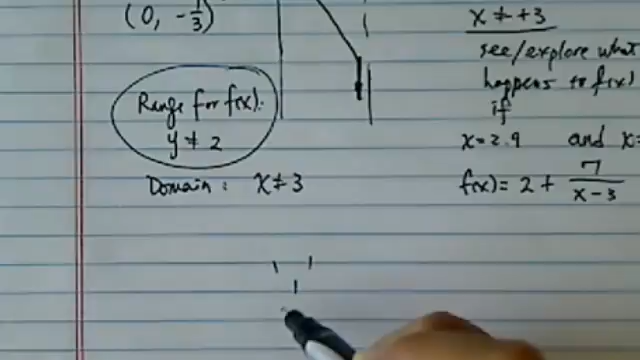 (0, -1/3)
Range for f(x):
y ≠ 2
Domain : x ≠ 3
x ≠ +3
see/explore what
happens to f(x)
if
x = 2.9 and x =
f(x) = 2 + 7/(x-3)